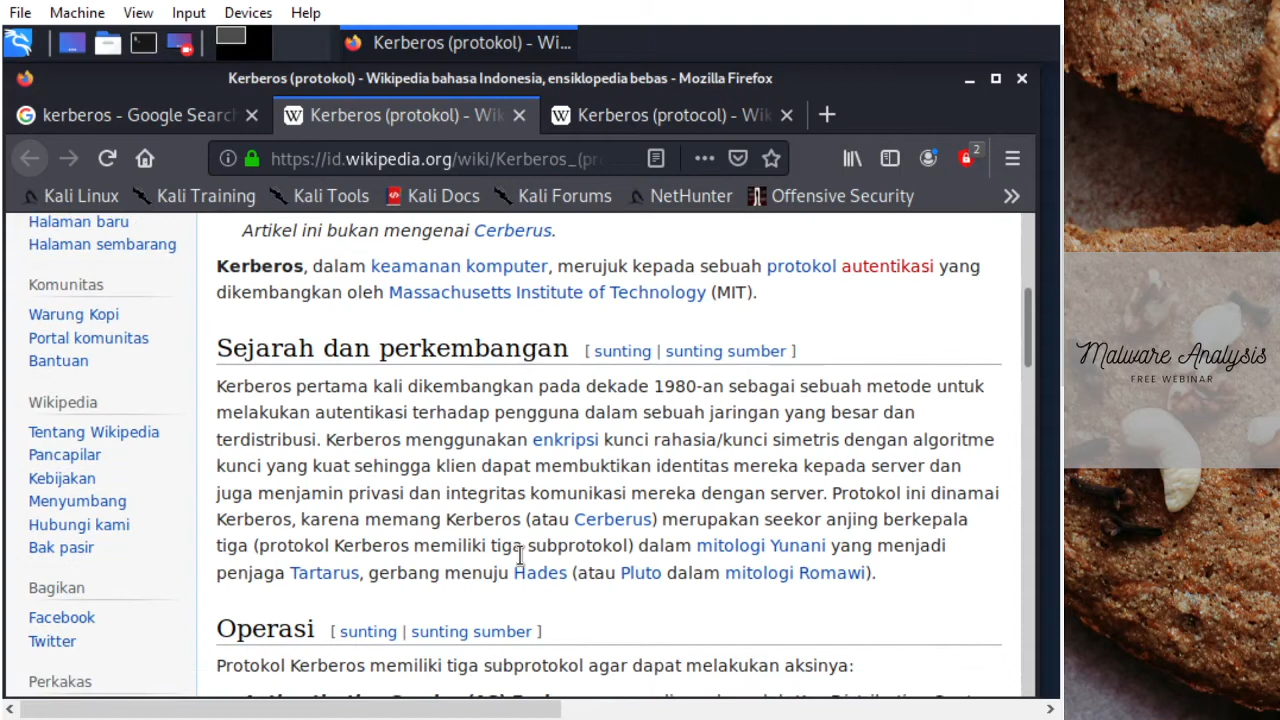 File Machine View Input Devices Help
Kerberos (protokol) - Wi...
Kerberos (protokol) - Wikipedia bahasa Indonesia, ensiklopedia bebas - Mozilla Firefox
kerberos - Google Search Kerberos (protokol) - Wik Kerberos (protocol) - Wik
https://id.wikipedia.org/wiki/Kerberos_(pr 2
Kali Linux Kali Training Kali Tools Kali Docs Kali Forums NetHunter Offensive Security
Halaman baru
Halaman sembarang
Komunitas
Warung Kopi
Portal komunitas
Bantuan
Wikipedia
Tentang Wikipedia
Pancapilar
Kebijakan
Menyumbang
Hubungi kami
Bak pasir
Bagikan
Facebook
Twitter
Perkakas
Artikel ini bukan mengenai Cerberus.
Kerberos, dalam keamanan komputer, merujuk kepada sebuah protokol autentikasi yang
dikembangkan oleh Massachusetts Institute of Technology (MIT).
Sejarah dan perkembangan [ sunting | sunting sumber ]
Kerberos pertama kali dikembangkan pada dekade 1980-an sebagai sebuah metode untuk
melakukan autentikasi terhadap pengguna dalam sebuah jaringan yang besar dan
terdistribusi. Kerberos menggunakan enkripsi kunci rahasia/kunci simetris dengan algoritme
kunci yang kuat sehingga klien dapat membuktikan identitas mereka kepada server dan
juga menjamin privasi dan integritas komunikasi mereka dengan server. Protokol ini dinamai
Kerberos, karena memang Kerberos (atau Cerberus) merupakan seekor anjing berkepala
tiga (protokol Kerberos memiliki tiga subprotokol) dalam mitologi Yunani yang menjadi
penjaga Tartarus, gerbang menuju Hades (atau Pluto dalam mitologi Romawi).
Operasi [ sunting | sunting sumber ]
Protokol Kerberos memiliki tiga subprotokol agar dapat melakukan aksinya:
Malware Analysis
FREE WEBINAR